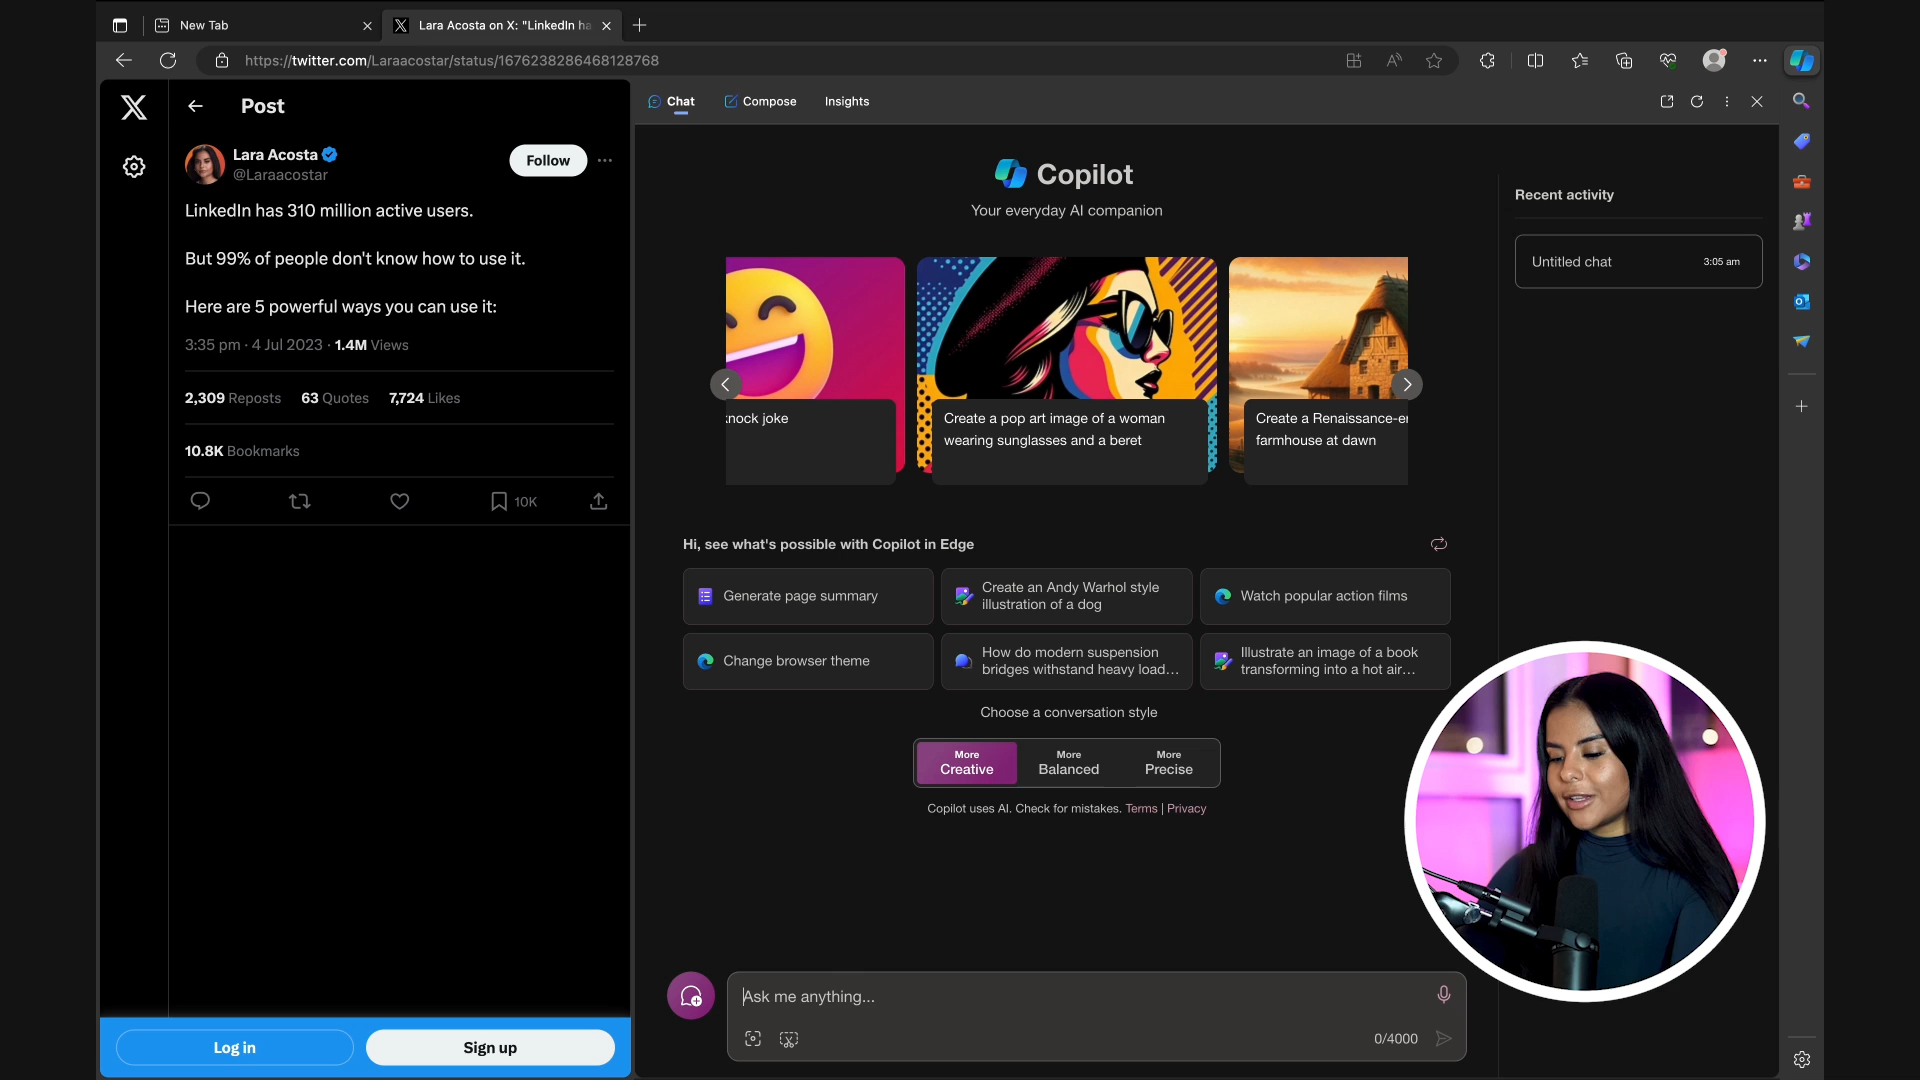 New Tab
Lara Acosta on X: "LinkedIn ha
https://twitter.com/Laraacostar/status/1676238286468128768
Post
Lara Acosta
@Laraacostar
Follow
LinkedIn has 310 million active users.
But 99% of people don't know how to use it.
Here are 5 powerful ways you can use it:
3:35 pm · 4 Jul 2023 · 1.4M Views
2,309 Reposts 63 Quotes 7,724 Likes
10.8K Bookmarks
10K
Log in
Sign up
Chat
Compose
Insights
Copilot
Your everyday AI companion
knock joke
Create a pop art image of a woman
wearing sunglasses and a beret
Create a Renaissance-er
farmhouse at dawn
Hi, see what's possible with Copilot in Edge
Generate page summary
Create an Andy Warhol style
illustration of a dog
Watch popular action films
Change browser theme
How do modern suspension
bridges withstand heavy load...
Illustrate an image of a book
transforming into a hot air...
Choose a conversation style
More
Creative
More
Balanced
More
Precise
Copilot uses AI. Check for mistakes. Terms | Privacy
Ask me anything...
0/4000
Recent activity
Untitled chat
3:05 am